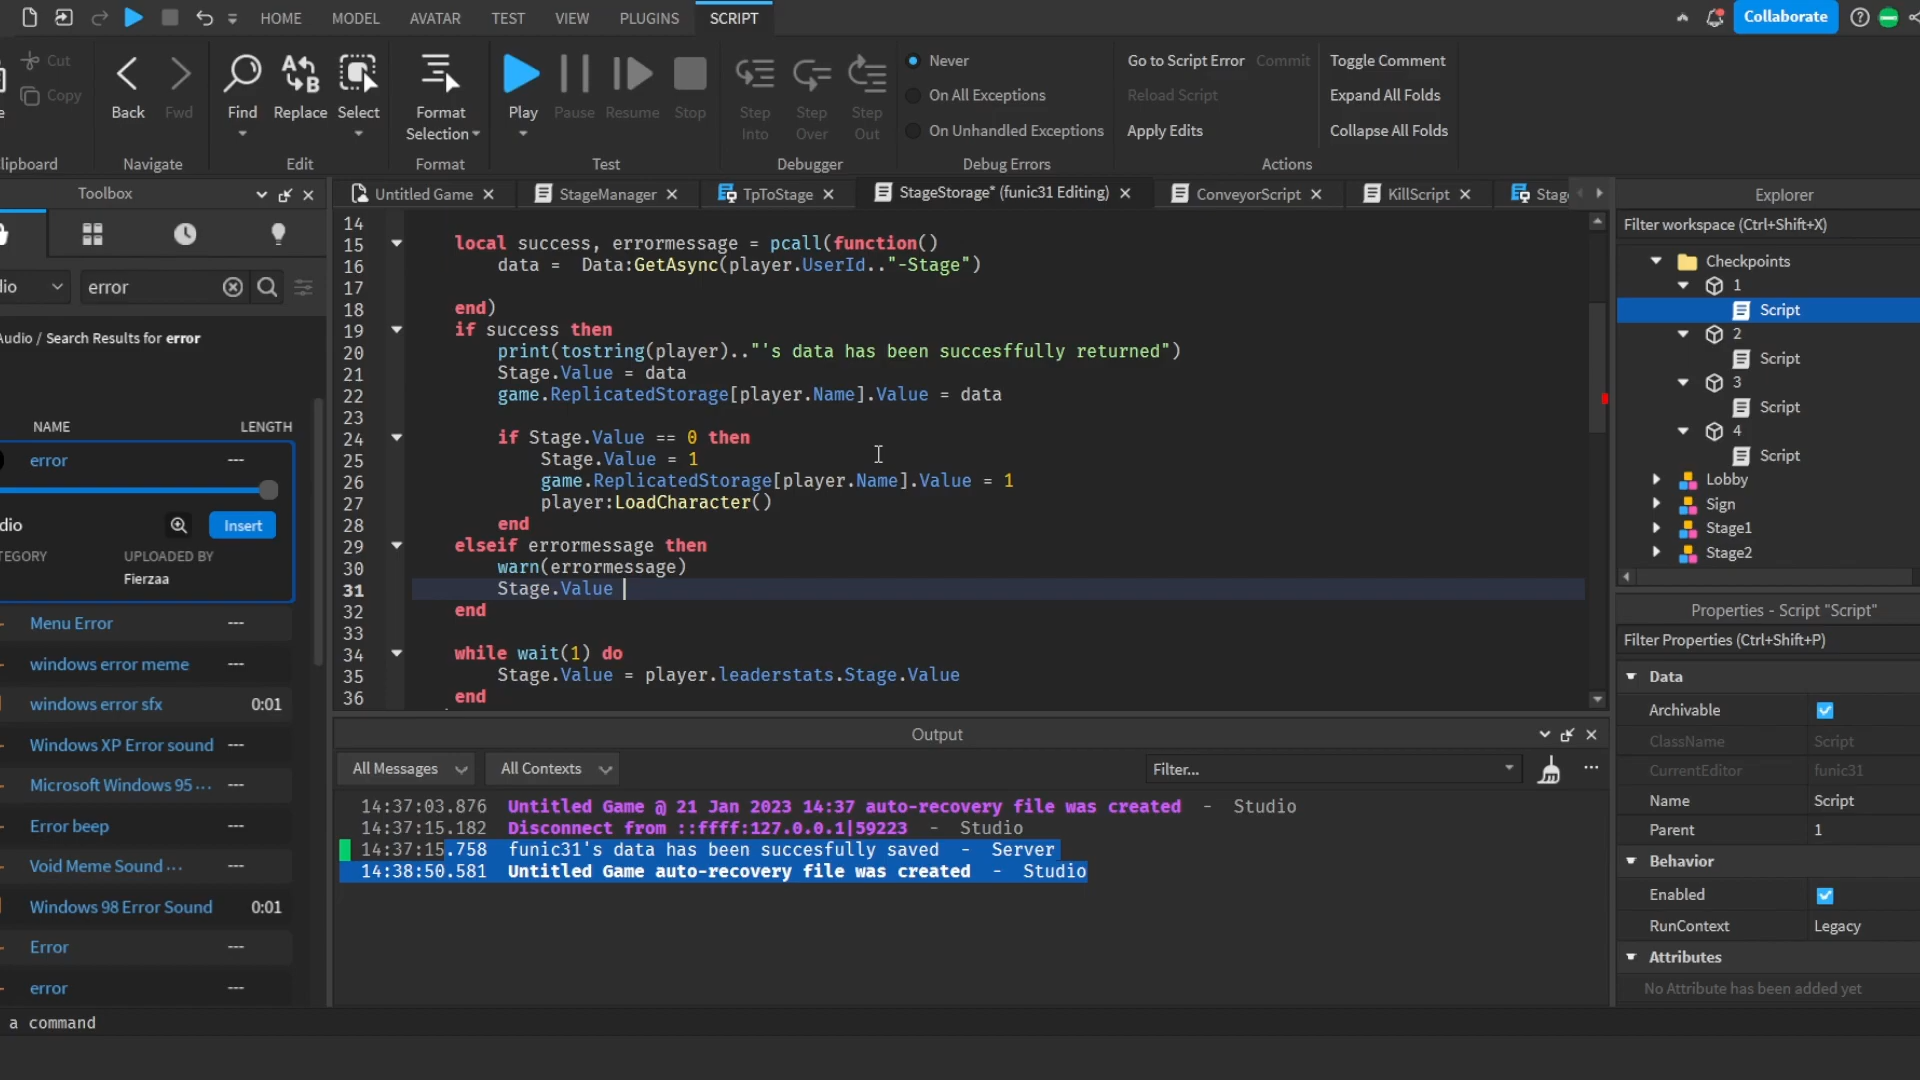 HOME MODEL AVATAR TEST VIEW PLUGINS SCRIPT
Collaborate
Cut
Copy
Back Fwd
Navigate
Find Replace Select
Edit
Format
Selection
Format
Play Pause Resume Stop
Test
Step
Into
Step
Over
Step
Out
Debugger
Never
On All Exceptions
On Unhandled Exceptions
Debug Errors
Go to Script Error Commit
Reload Script
Apply Edits
Toggle Comment
Expand All Folds
Collapse All Folds
Actions
lipboard
Toolbox
Untitled Game StageManager TpToStage StageStorage* (funic31 Editing) ConveyorScript KillScript Stag
dio error
Audio / Search Results for error
NAME LENGTH
error ---
dio Insert
TEGORY UPLOADED BY
Fierzaa
Menu Error ---
windows error meme ---
windows error sfx 0:01
Windows XP Error sound ---
Microsoft Windows 95 ··· ---
Error beep ---
Void Meme Sound ··· ---
Windows 98 Error Sound 0:01
Error ---
error ---
14
15 local success, errormessage = pcall(function()
16 data =  Data:GetAsync(player.UserId.."-Stage")
17
18 end)
19 if success then
20 print(tostring(player).."'s data has been succesffully returned")
21 Stage.Value = data
22 game.ReplicatedStorage[player.Name].Value = data
23
24 if Stage.Value == 0 then
25 Stage.Value = 1
26 game.ReplicatedStorage[player.Name].Value = 1
27 player:LoadCharacter()
28 end
29 elseif errormessage then
30 warn(errormessage)
31 Stage.Value
32 end
33
34 while wait(1) do
35 Stage.Value = player.leaderstats.Stage.Value
36 end
Output
All Messages All Contexts Filter... ···
14:37:03.876 Untitled Game @ 21 Jan 2023 14:37 auto-recovery file was created - Studio
14:37:15.182 Disconnect from ::ffff:127.0.0.1|59223 - Studio
14:37:15.758 funic31's data has been succesfully saved - Server
14:38:50.581 Untitled Game auto-recovery file was created - Studio
a command
Explorer
Filter workspace (Ctrl+Shift+X)
Checkpoints
1
Script
2
Script
3
Script
4
Script
Lobby
Sign
Stage1
Stage2
Properties - Script "Script"
Filter Properties (Ctrl+Shift+P)
Data
Archivable
ClassName Script
CurrentEditor funic31
Name Script
Parent 1
Behavior
Enabled
RunContext Legacy
Attributes
No Attribute has been added yet